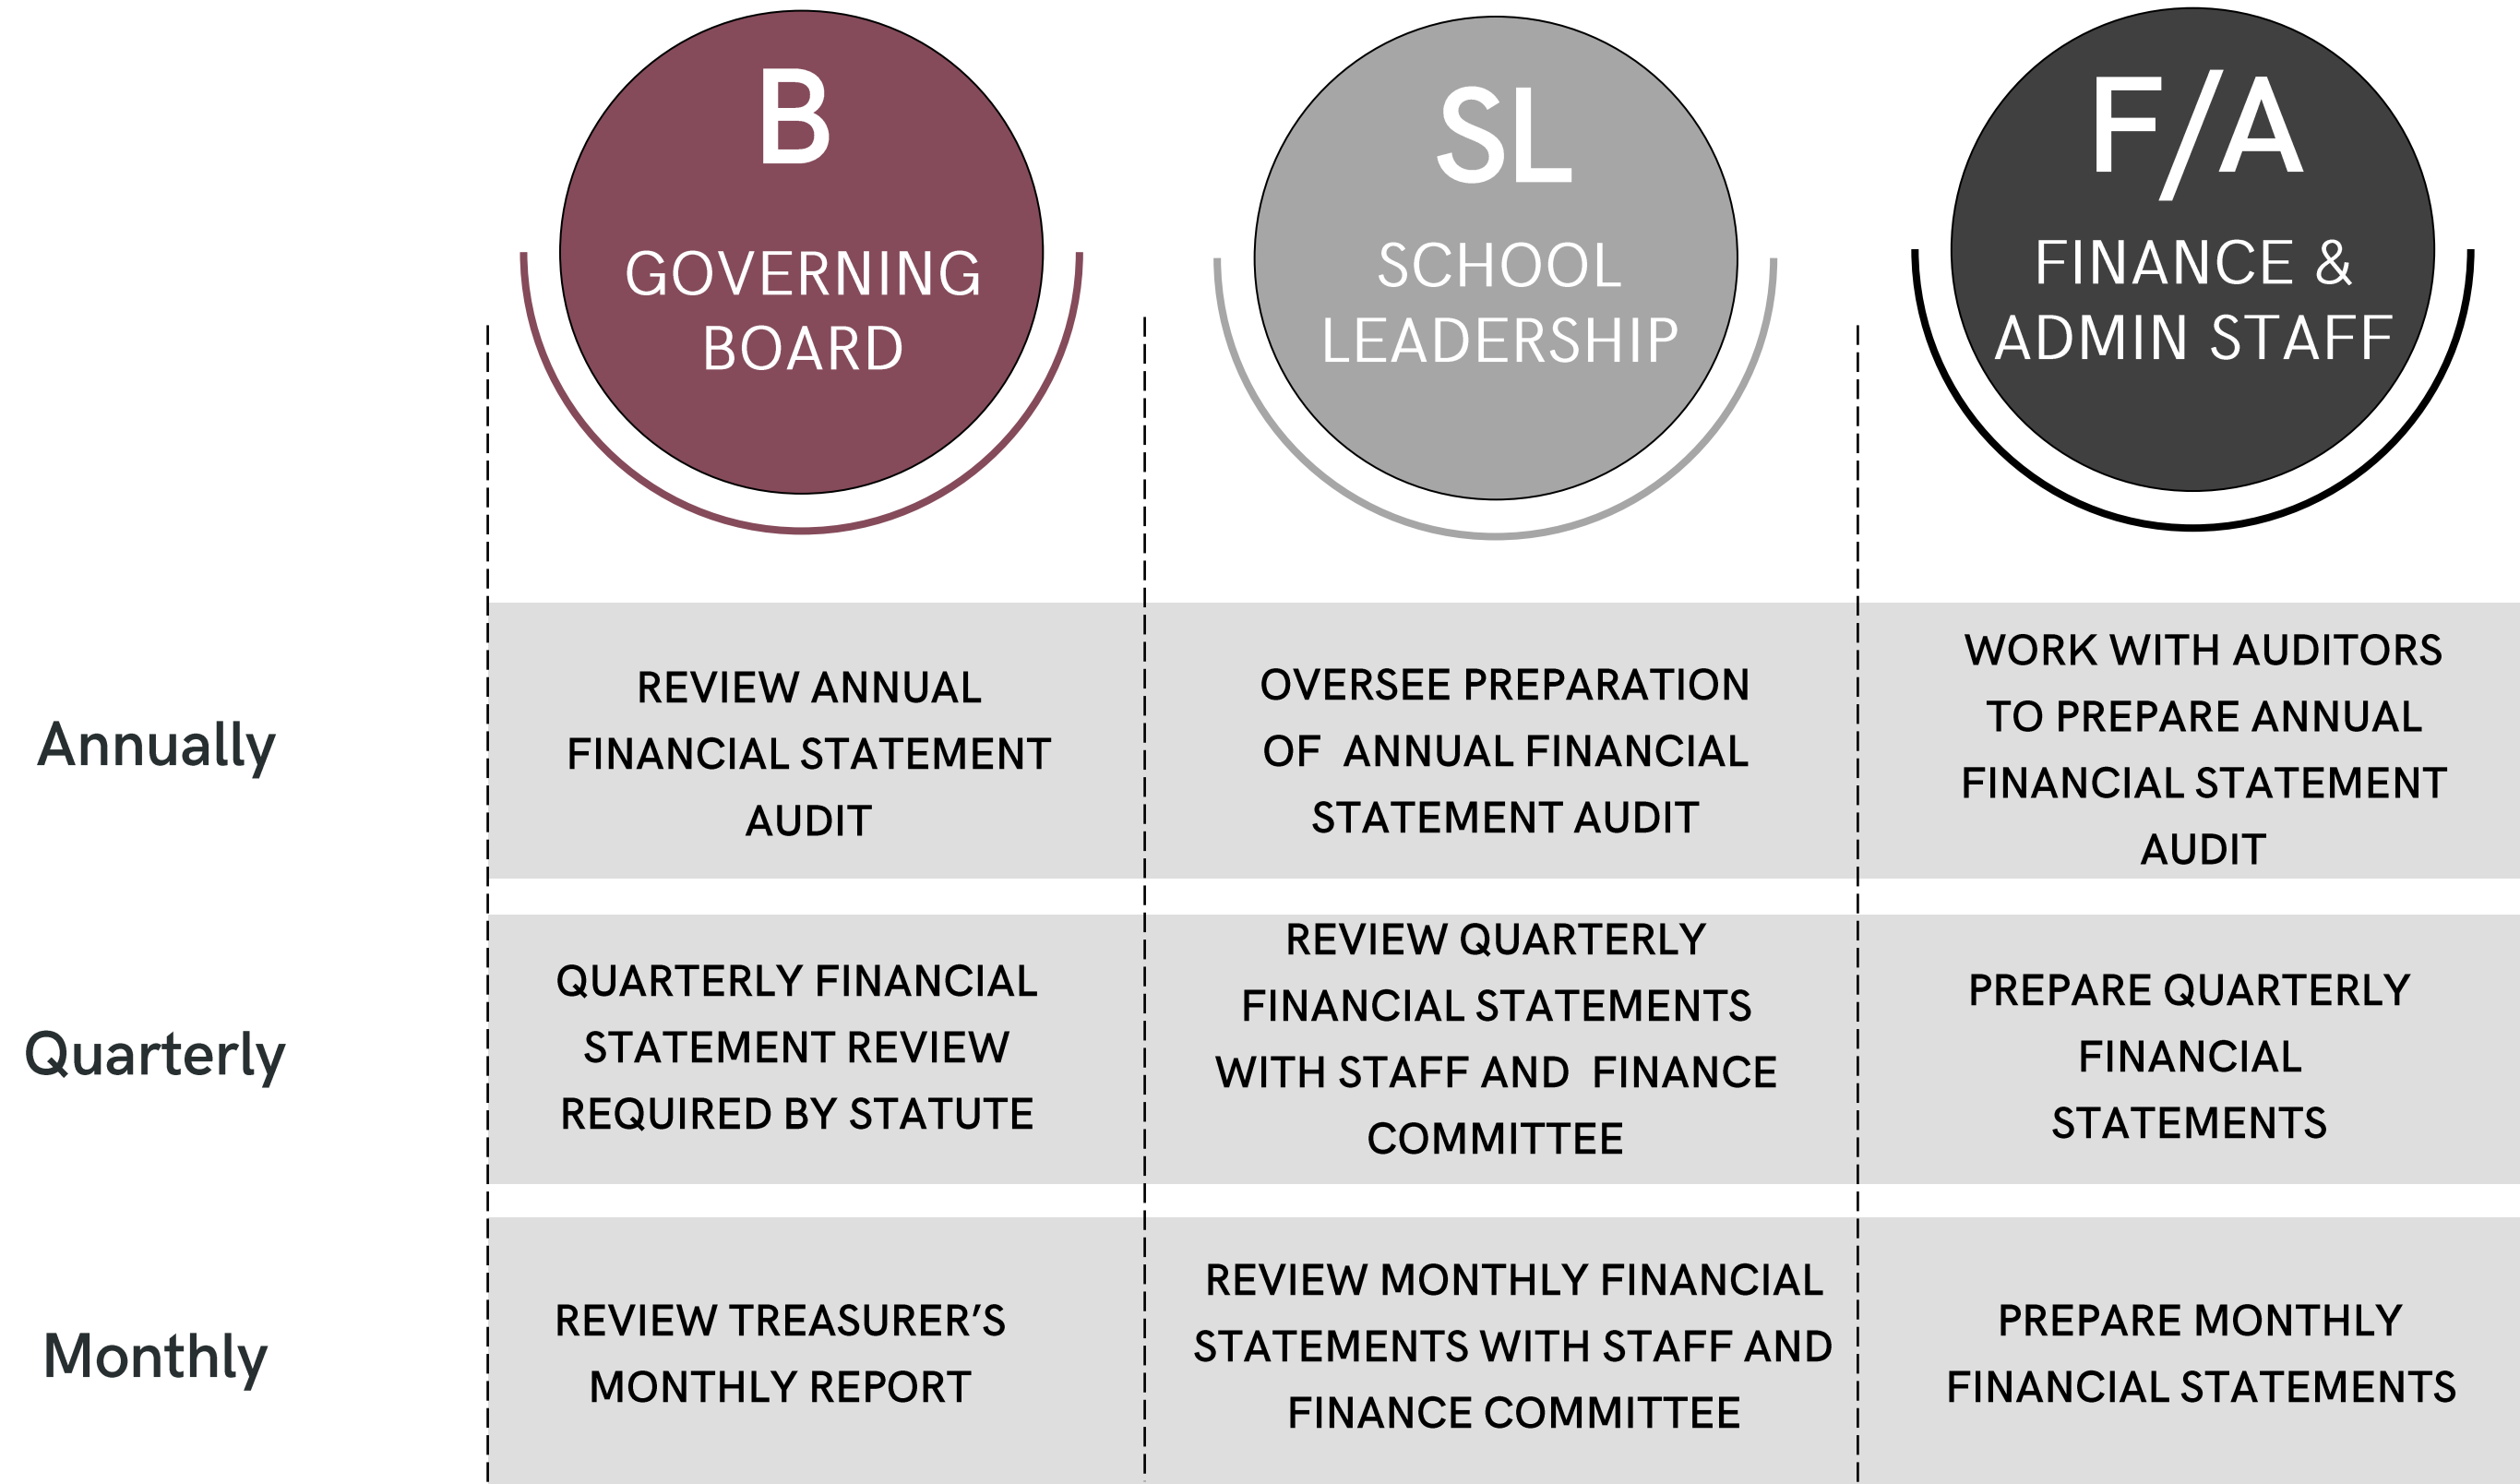 B
GOVERNING
BOARD
SL
SCHOOL
LEADERSHIP
F/A
FINANCE &
ADMIN STAFF
Annually
REVIEW ANNUAL
FINANCIAL STATEMENT
AUDIT
OVERSEE PREPARATION
OF ANNUAL FINANCIAL
STATEMENT AUDIT
WORK WITH AUDITORS
TO PREPARE ANNUAL
FINANCIAL STATEMENT
AUDIT
Quarterly
QUARTERLY FINANCIAL
STATEMENT REVIEW
REQUIRED BY STATUTE
REVIEW QUARTERLY
FINANCIAL STATEMENTS
WITH STAFF AND FINANCE
COMMITTEE
PREPARE QUARTERLY
FINANCIAL
STATEMENTS
Monthly
REVIEW TREASURER’S
MONTHLY REPORT
REVIEW MONTHLY FINANCIAL
STATEMENTS WITH STAFF AND
FINANCE COMMITTEE
PREPARE MONTHLY
FINANCIAL STATEMENTS